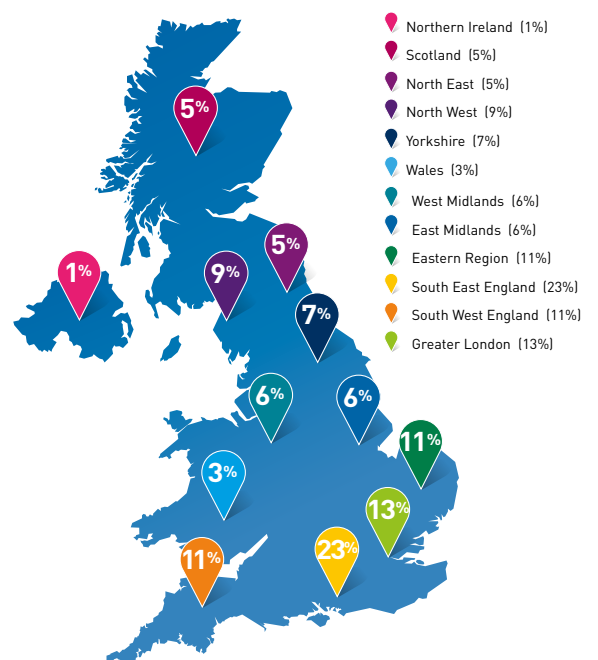 Northern Ireland (1%)
Scotland (5%)
North East (5%)
North West (9%)
Yorkshire (7%)
Wales (3%)
West Midlands (6%)
East Midlands (6%)
Eastern Region (11%)
South East England (23%)
South West England (11%)
Greater London (13%)
5%
5%
1%
9%
7%
6%
6%
11%
3%
13%
11%
23%